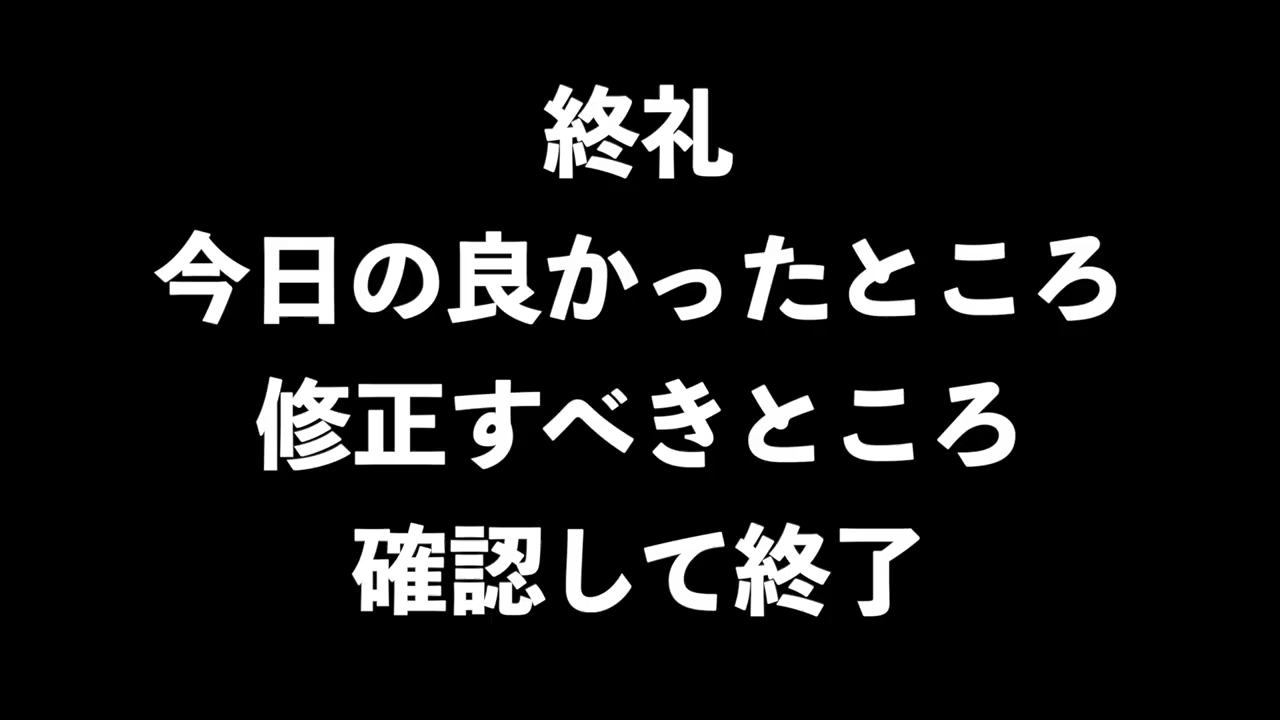 終礼
今日の良かったところ
修正すべきところ
確認して終了